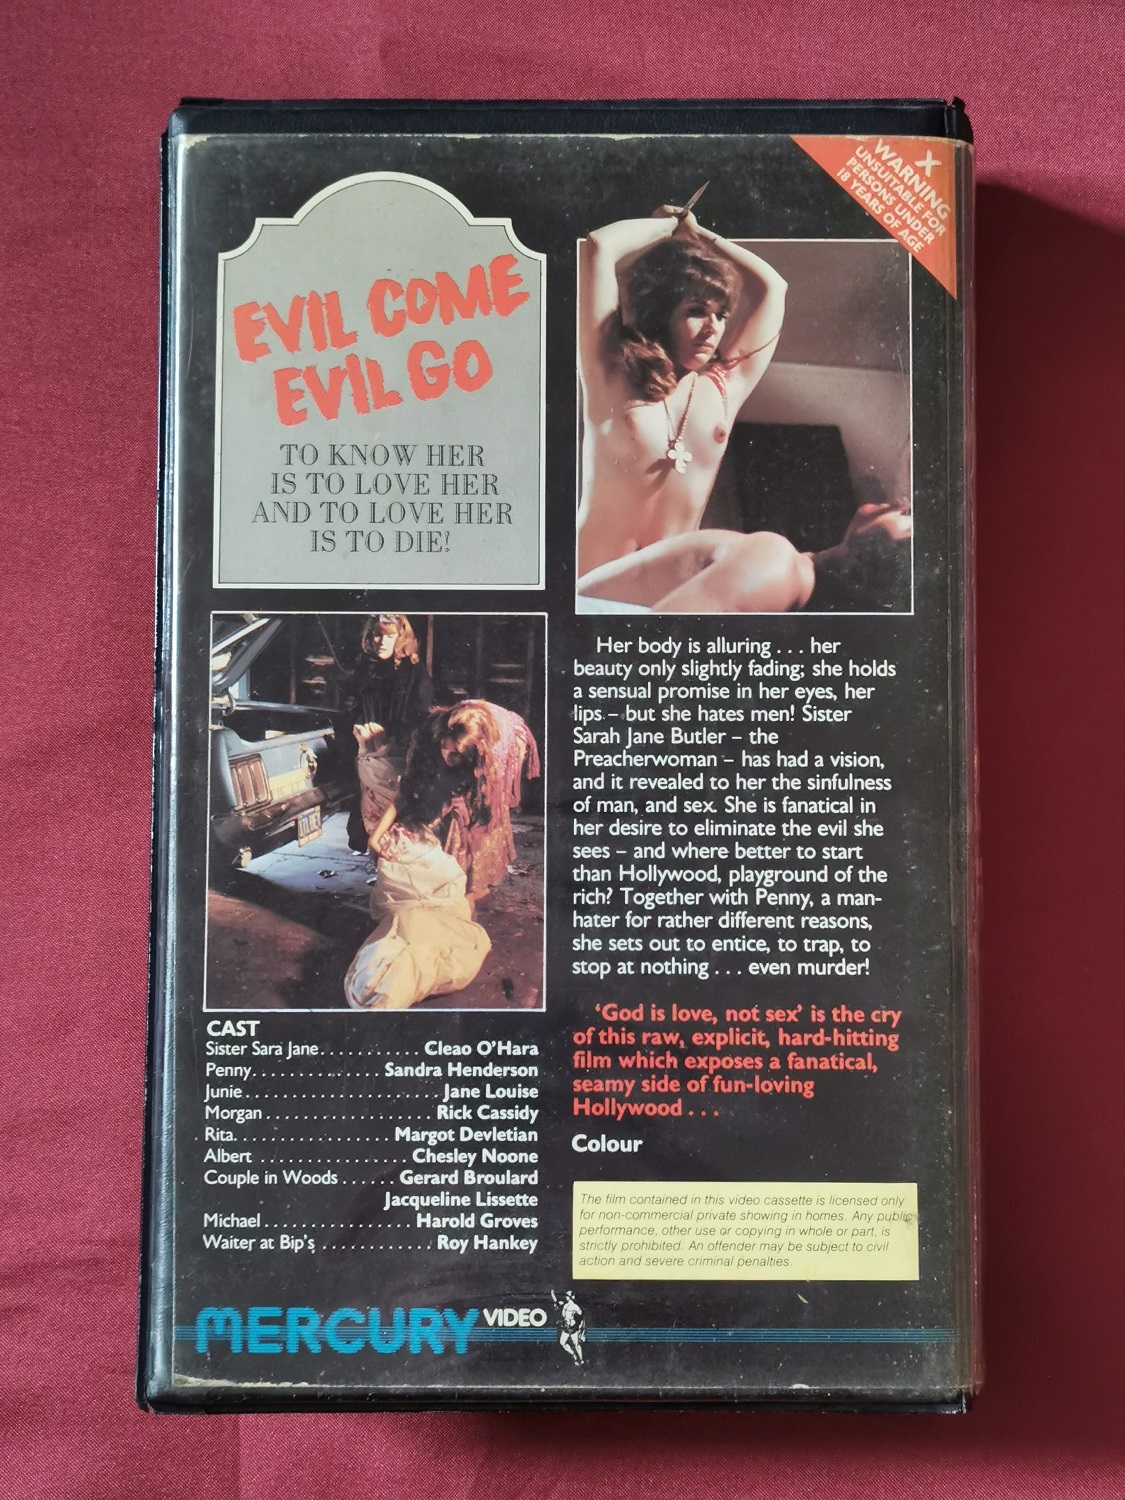 X
WARNING
UNSUITABLE FOR
PERSONS UNDER
18 YEARS OF AGE
EVIL COME
EVIL GO
TO KNOW HER
IS TO LOVE HER
AND TO LOVE HER
IS TO DIE!
Her body is alluring . . . her
beauty only slightly fading; she holds
a sensual promise in her eyes, her
lips – but she hates men! Sister
Sarah Jane Butler – the
Preacherwoman – has had a vision,
and it revealed to her the sinfulness
of man, and sex. She is fanatical in
her desire to eliminate the evil she
sees – and where better to start
than Hollywood, playground of the
rich? Together with Penny, a man-
hater for rather different reasons,
she sets out to entice, to trap, to
stop at nothing . . . even murder!
‘God is love, not sex’ is the cry
of this raw, explicit, hard-hitting
film which exposes a fanatical,
seamy side of fun-loving
Hollywood . . .
Colour
CAST
Sister Sara Jane . . . . . . . . . . . Cleao O'Hara
Penny . . . . . . . . . . . . . . Sandra Henderson
Junie . . . . . . . . . . . . . . . . . . . . . . Jane Louise
Morgan . . . . . . . . . . . . . . . . . . . Rick Cassidy
Rita. . . . . . . . . . . . . . . . . Margot Devletian
Albert . . . . . . . . . . . . . . . . Chesley Noone
Couple in Woods . . . . . . Gerard Broulard
Jacqueline Lissette
Michael . . . . . . . . . . . . . . . . Harold Groves
Waiter at Bip's . . . . . . . . . . . . Roy Hankey
The film contained in this video cassette is licensed only
for non-commercial private showing in homes. Any public
performance, other use or copying in whole or part, is
strictly prohibited. An offender may be subject to civil
action and severe criminal penalties.
MERCURY VIDEO